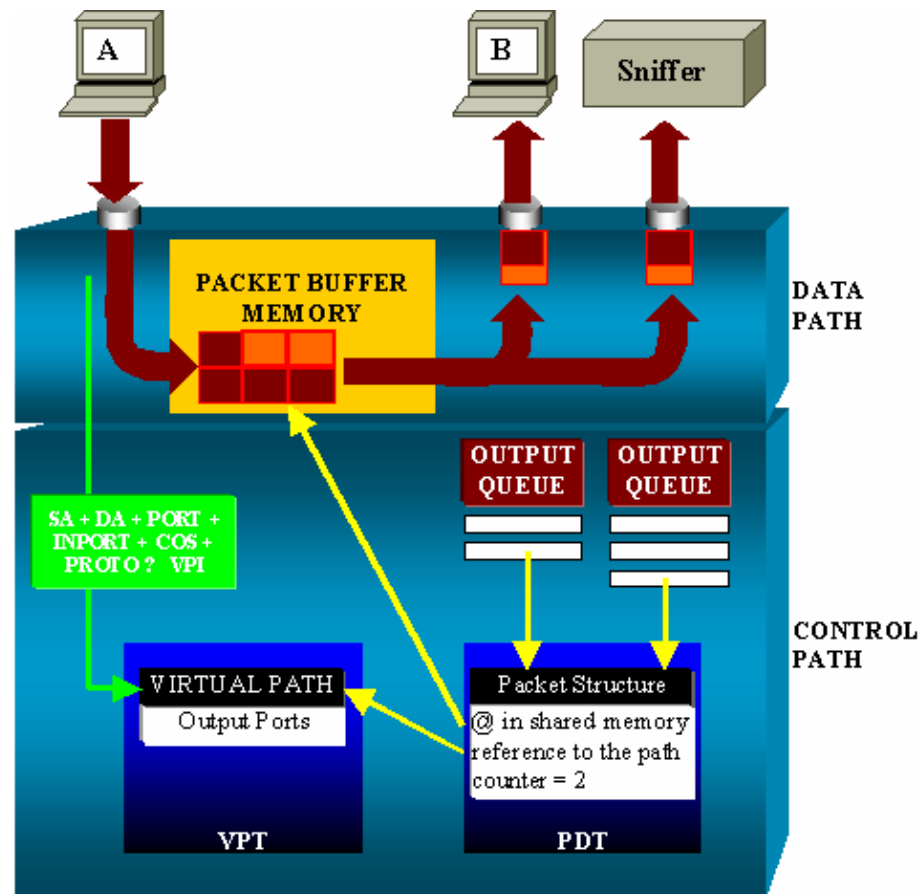 A
B
Sniffer
PACKET BUFFER
MEMORY
DATA
PATH
OUTPUT
QUEUE
OUTPUT
QUEUE
SA + DA + PORT +
INPORT + COS +
PROTO ? VPI
CONTROL
PATH
VIRTUAL PATH
Output Ports
VPT
Packet Structure
@ in shared memory
reference to the path
counter = 2
PDT